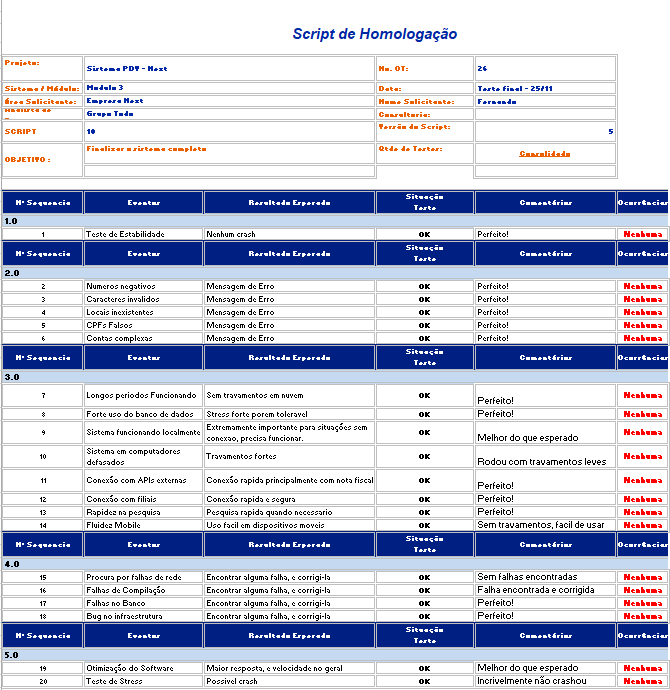 Script de Homologação
Projeto: Sistema PDV - Next No. OT: 26
Sistema / Módulo: Modulo 3 Data: Teste final - 25/11
Área Solicitante: Empresa Next Nome Solicitante: Fernando
Grupo Tudo Consultoria:
SCRIPT 10 Versão do Script: 5
OBJETIVO : Finalizar o sistema completo Qtde de Testes: Consolidado
Nº Sequencia Eventos Resultado Esperado Situação Teste Comentários Ocorrências
1.0
1 Teste de Estabilidade Nenhum crash OK Perfeito! Nenhuma
Nº Sequencia Eventos Resultado Esperado Situação Teste Comentários Ocorrências
2.0
2 Numeros negativos Mensagem de Erro OK Perfeito! Nenhuma
3 Caracteres invalidos Mensagem de Erro OK Perfeito! Nenhuma
4 Locais inexistentes Mensagem de Erro OK Perfeito! Nenhuma
5 CPFs Falsos Mensagem de Erro OK Perfeito! Nenhuma
6 Contas complexas Mensagem de Erro OK Perfeito! Nenhuma
Nº Sequencia Eventos Resultado Esperado Situação Teste Comentários Ocorrências
3.0
7 Longos periodos Funcionando Sem travamentos em nuvem OK Perfeito! Nenhuma
8 Forte uso do banco de dados Stress forte porem toleravel OK Perfeito! Nenhuma
9 Sistema funcionando localmente Extremamente importante para situações sem conexao, precisa funcionar. OK Melhor do que esperado Nenhuma
10 Sistema em computadores defasados Travamentos fortes OK Rodou com travamentos leves Nenhuma
11 Conexão com APIs externas Conexão rapida principalmente com nota fiscal OK Perfeito! Nenhuma
12 Conexão com filiais Conexão rapida e segura OK Perfeito! Nenhuma
13 Rapidez na pesquisa Pesquisa rapida quando necessario OK Perfeito! Nenhuma
14 Fluidez Mobile Uso facil em dispositivos moveis OK Sem travamentos, facil de usar Nenhuma
Nº Sequencia Eventos Resultado Esperado Situação Teste Comentários Ocorrências
4.0
15 Procura por falhas de rede Encontrar alguma falha, e corrigi-la OK Sem falhas encontradas Nenhuma
16 Falhas de Compilação Encontrar alguma falha, e corrigi-la OK Falha encontrada e corrigida Nenhuma
17 Falhas no Banco Encontrar alguma falha, e corrigi-la OK Perfeito! Nenhuma
18 Bug no infraestrutura Encontrar alguma falha, e corrigi-la OK Perfeito! Nenhuma
Nº Sequencia Eventos Resultado Esperado Situação Teste Comentários Ocorrências
5.0
19 Otimização do Software Maior resposta, e velocidade no geral OK Melhor do que esperado Nenhuma
20 Teste de Stress Possivel crash OK Incrivelmente não crashou Nenhuma